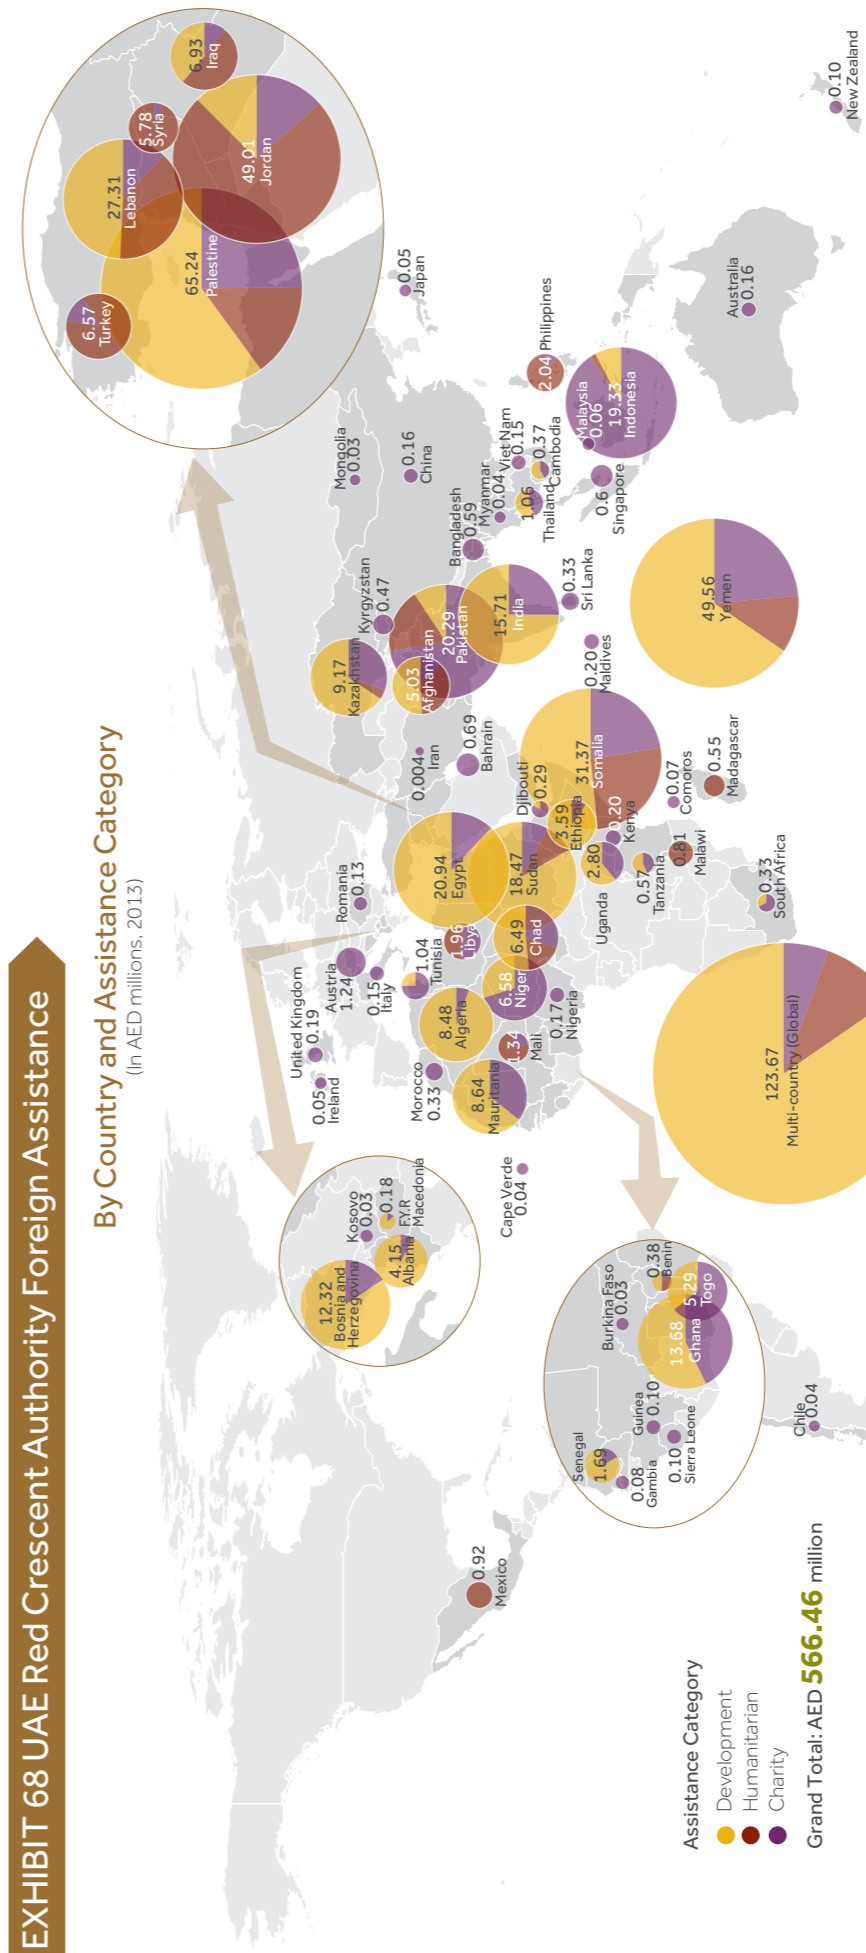 EXHIBIT 68 UAE Red Crescent Authority Foreign Assistance
By Country and Assistance Category
(In AED millions, 2013)
6.57
Turkey
27.31
Lebanon
5.78
Syria
6.93
Iraq
65.24
Palestine
49.01
Jordan
12.32
Bosnia and
Herzegovina
Kosovo
0.03
4.15
Albania
0.18
F.Y.R
Macedonia
United Kingdom
0.19
0.05
Ireland
Austria
1.24
0.15
Italy
Romania
0.13
1.04
Tunisia
Morocco
0.33
8.48
Algeria
1.96
Libya
20.94
Egypt
8.64
Mauritania
1.34
Mali
6.58
Niger
0.17
Nigeria
6.49
Chad
18.47
Sudan
Djibouti
0.29
3.59
Ethiopia
31.37
Somalia
0.20
Kenya
2.80
Uganda
0.57
Tanzania
0.81
Malawi
0.07
Comoros
0.55
Madagascar
0.33
South Africa
Cape Verde
0.04
0.004
Iran
0.69
Bahrain
9.17
Kazakhstan
Kyrgyzstan
0.47
5.03
Afghanistan
20.29
Pakistan
15.71
India
0.20
Maldives
0.33
Sri Lanka
Bangladesh
0.59
Myanmar
0.04
Mongolia
0.03
0.16
China
0.05
Japan
Viet Nam
0.15
1.06
Thailand
0.37
Cambodia
2.04
Philippines
Malaysia
0.06
19.33
Indonesia
0.6
Singapore
49.56
Yemen
0.16
Australia
0.10
New Zealand
0.92
Mexico
Chile
0.04
Senegal
1.69
0.08
Gambia
Guinea
0.10
0.10
Sierra Leone
Burkina Faso
0.03
0.38
Benin
13.68
Ghana
5.29
Togo
123.67
Multi-country (Global)
Assistance Category
Development
Humanitarian
Charity
Grand Total: AED 566.46 million